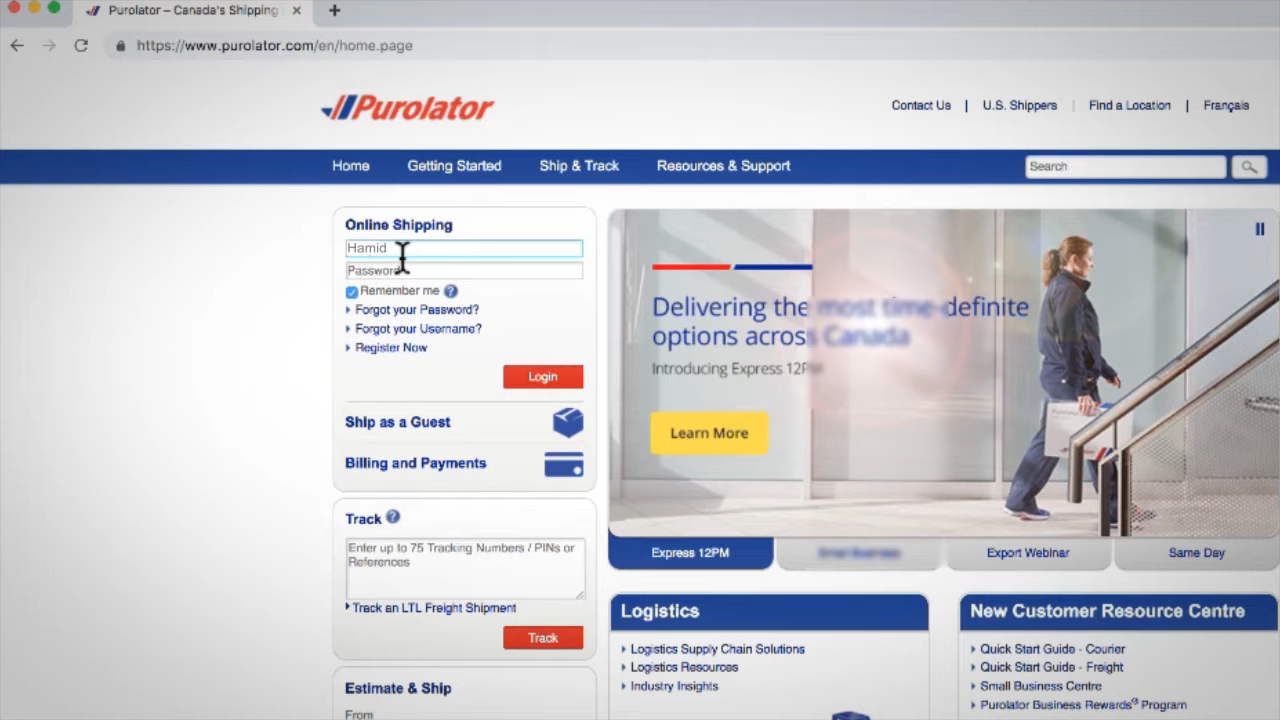 Purolator – Canada's Shipping
https://www.purolator.com/en/home.page
Purolator
Contact Us | U.S. Shippers | Find a Location | Français
Home Getting Started Ship & Track Resources & Support Search
Online Shipping
Hamid
Password
Remember me ?
Forgot your Password?
Forgot your Username?
Register Now
Login
Ship as a Guest
Billing and Payments
Delivering the most time-definite
options across Canada
Introducing Express 12PM
Learn More
Purolator
Express 12PM Export Webinar Same Day
Track ?
Enter up to 75 Tracking Numbers / PINs or
References
Track an LTL Freight Shipment
Track
Estimate & Ship
From
Logistics
Logistics Supply Chain Solutions
Logistics Resources
Industry Insights
New Customer Resource Centre
Quick Start Guide - Courier
Quick Start Guide - Freight
Small Business Centre
Purolator Business Rewards® Program